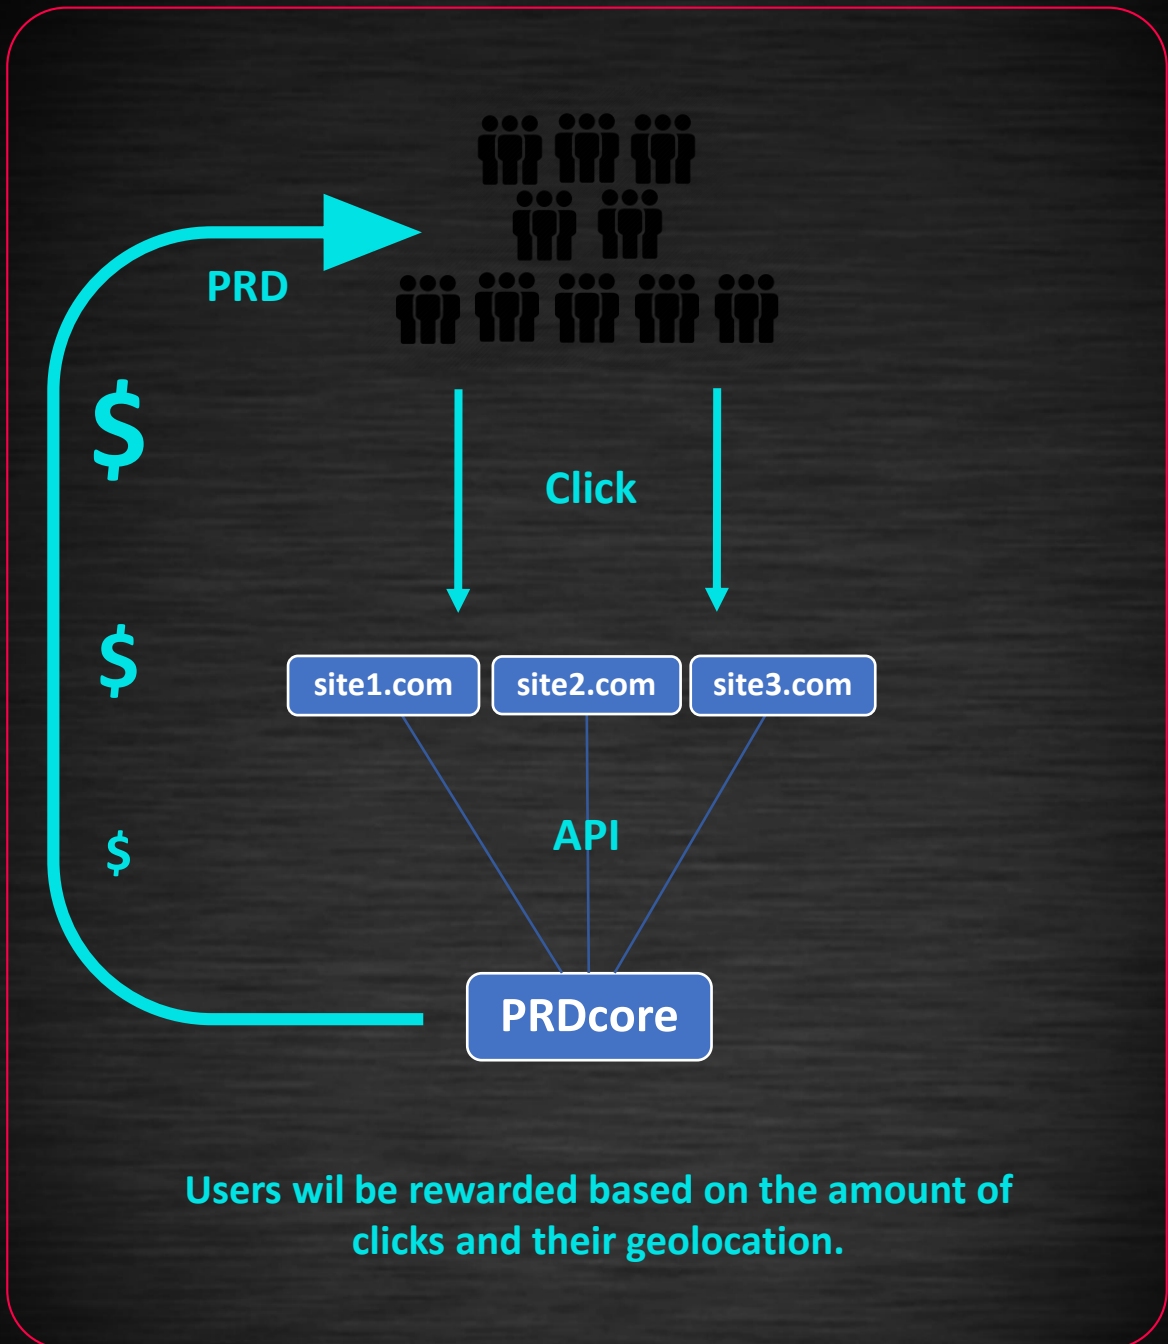 PRD
$
Click
$
site1.com
site2.com
site3.com
API
$
PRDcore
Users wil be rewarded based on the amount of
clicks and their geolocation.